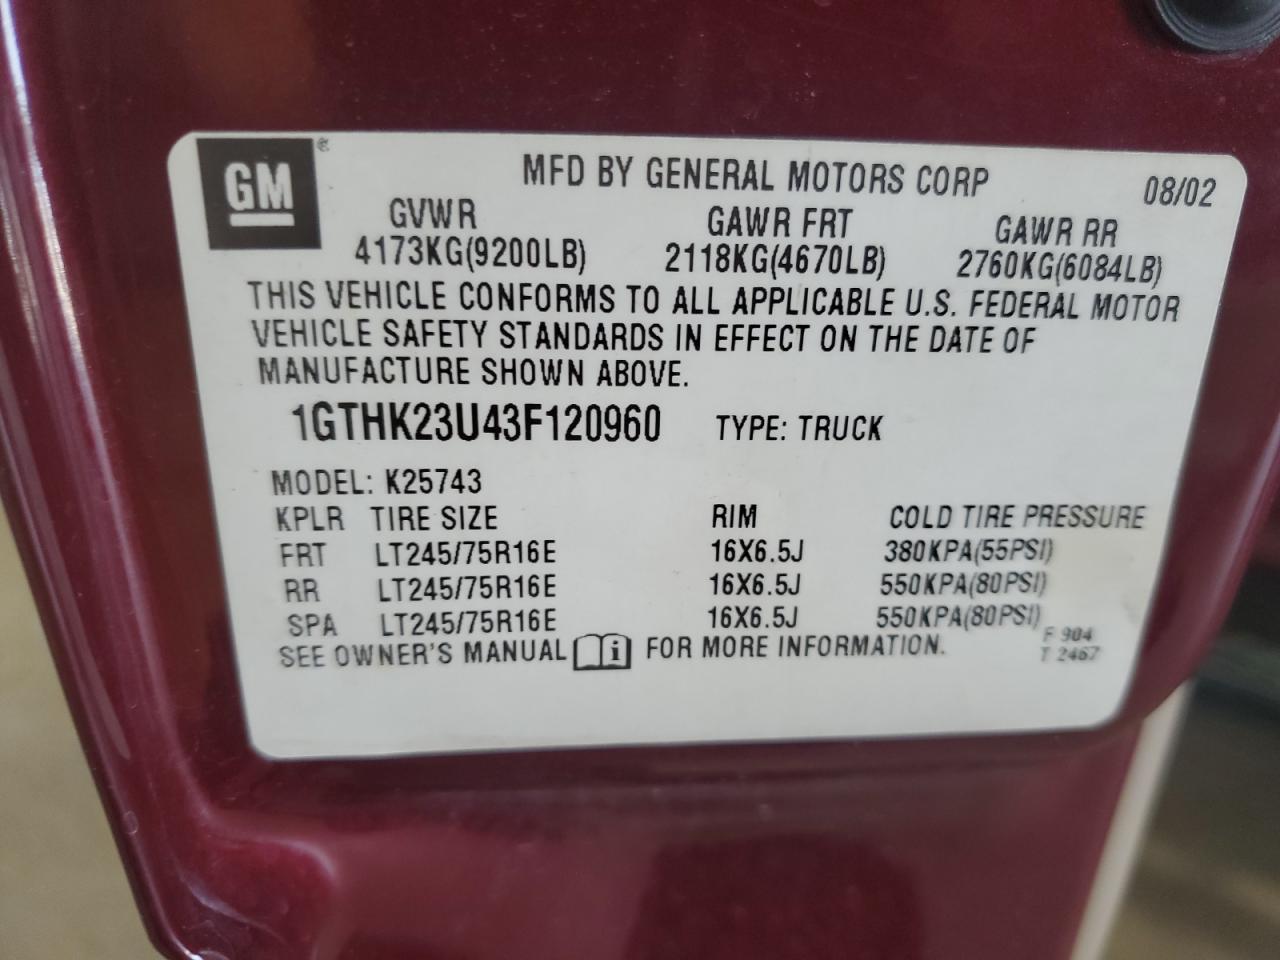 GM ®
MFD BY GENERAL MOTORS CORP 08/02
GVWR GAWR FRT GAWR RR
4173KG(9200LB) 2118KG(4670LB) 2760KG(6084LB)
THIS VEHICLE CONFORMS TO ALL APPLICABLE U.S. FEDERAL MOTOR
VEHICLE SAFETY STANDARDS IN EFFECT ON THE DATE OF
MANUFACTURE SHOWN ABOVE.
1GTHK23U43F120960 TYPE: TRUCK
MODEL: K25743
KPLR TIRE SIZE RIM COLD TIRE PRESSURE
FRT LT245/75R16E 16X6.5J 380KPA(55PSI)
RR LT245/75R16E 16X6.5J 550KPA(80PSI)
SPA LT245/75R16E 16X6.5J 550KPA(80PSI)
SEE OWNER'S MANUAL i FOR MORE INFORMATION.
F 904
T 2467